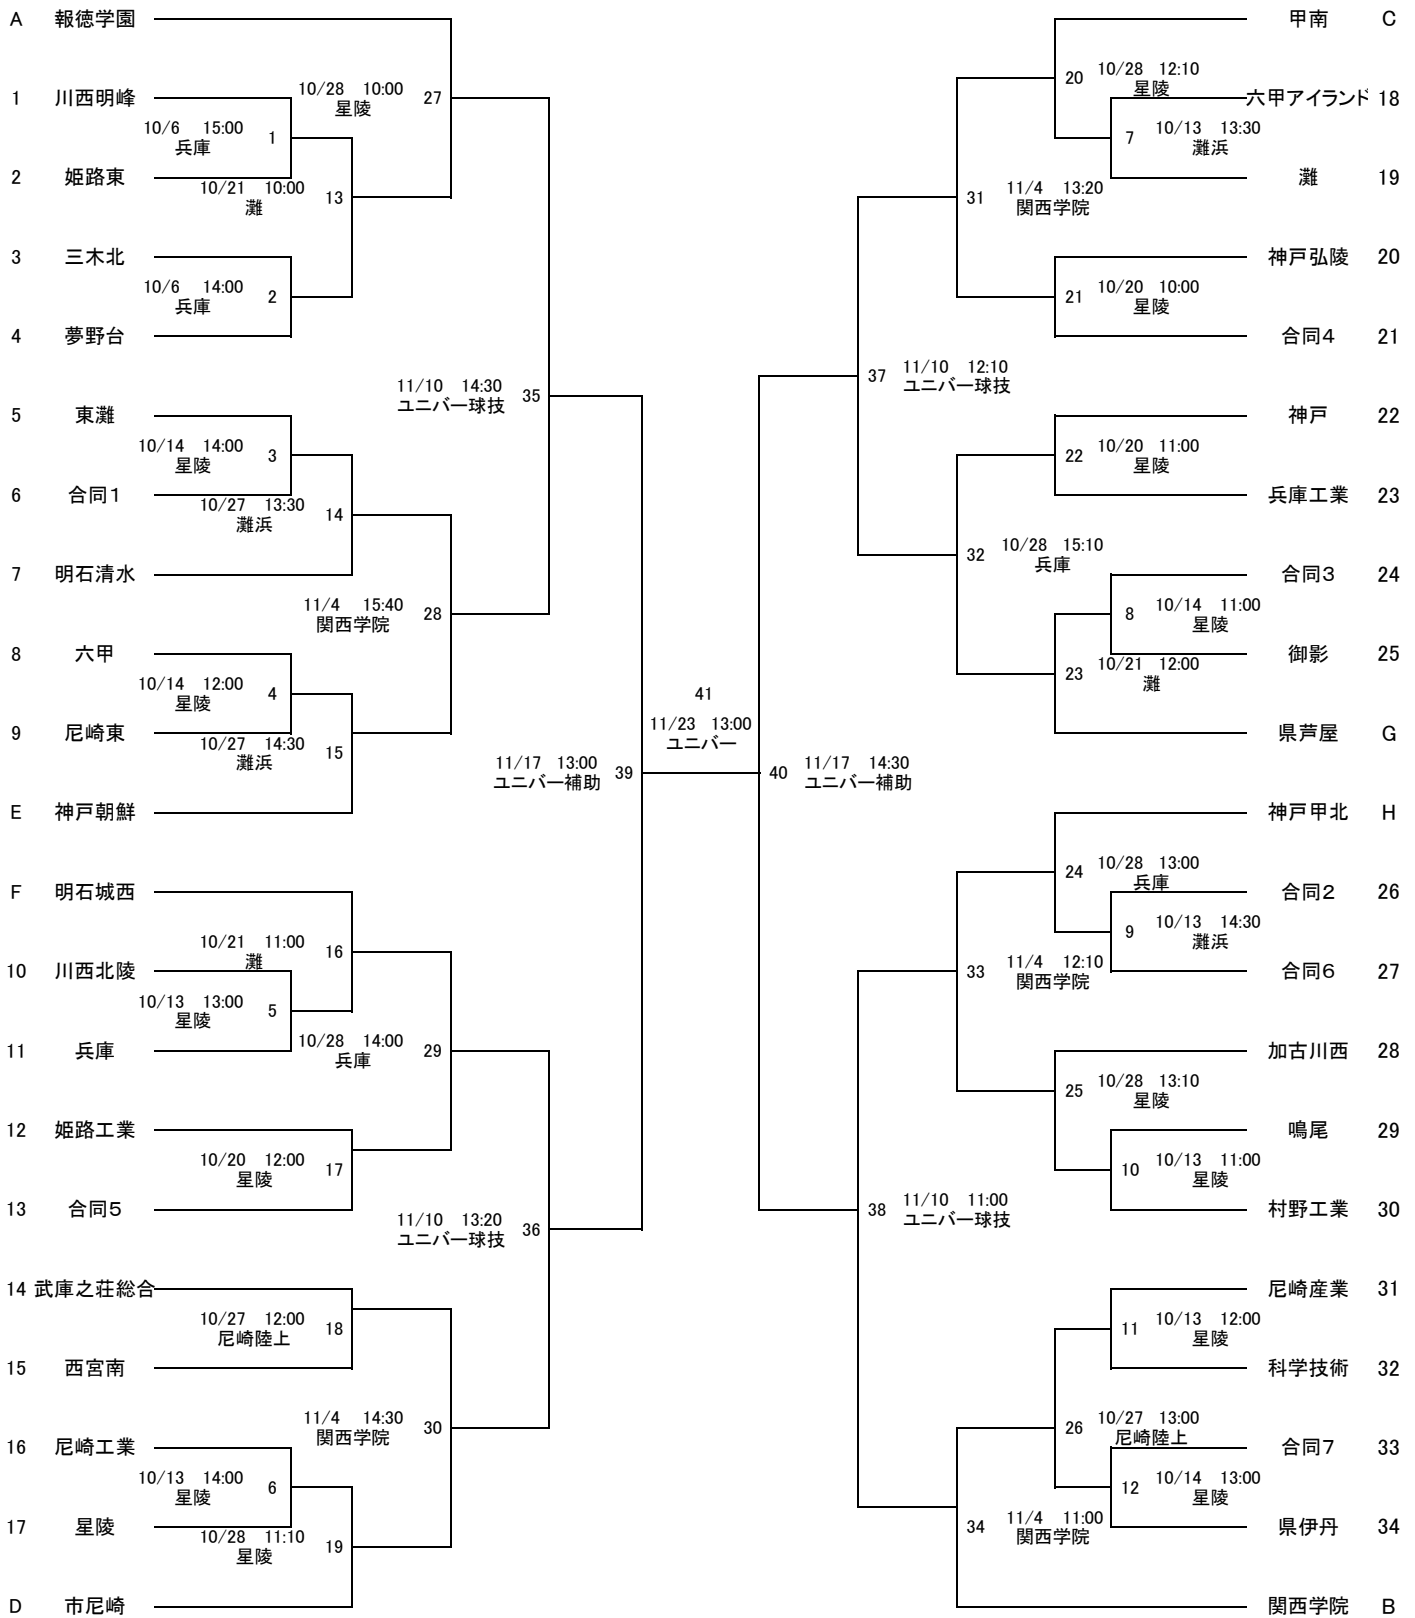 A 報徳学園
10/28 10:00
星陵
27
1 川西明峰
10/6 15:00
兵庫
1
2 姫路東
10/21 10:00
灘
13
3 三木北
10/6 14:00
兵庫
2
4 夢野台
11/10 14:30
ユニバー球技
35
5 東灘
10/14 14:00
星陵
3
6 合同1
10/27 13:30
灘浜
14
7 明石清水
11/4 15:40
関西学院
28
8 六甲
10/14 12:00
星陵
4
9 尼崎東
10/27 14:30
灘浜
15
E 神戸朝鮮
11/17 13:00
ユニバー補助
39
F 明石城西
10/21 11:00
灘
16
10 川西北陵
10/13 13:00
星陵
5
11 兵庫
10/28 14:00
兵庫
29
12 姫路工業
10/20 12:00
星陵
17
13 合同5
11/10 13:20
ユニバー球技
36
14 武庫之荘総合
10/27 12:00
尼崎陸上
18
15 西宮南
11/4 14:30
関西学院
30
16 尼崎工業
10/13 14:00
星陵
6
17 星陵
10/28 11:10
星陵
19
D 市尼崎
41
11/23 13:00
ユニバー
甲南 C
20
10/28 12:10
星陵
六甲アイランド 18
7
10/13 13:30
灘浜
灘 19
31
11/4 13:20
関西学院
神戸弘陵 20
21
10/20 10:00
星陵
合同4 21
37
11/10 12:10
ユニバー球技
神戸 22
22
10/20 11:00
星陵
兵庫工業 23
32
10/28 15:10
兵庫
合同3 24
8
10/14 11:00
星陵
御影 25
23
10/21 12:00
灘
県芦屋 G
40
11/17 14:30
ユニバー補助
神戸甲北 H
24
10/28 13:00
兵庫
合同2 26
9
10/13 14:30
灘浜
33
11/4 12:10
関西学院
合同6 27
加古川西 28
25
10/28 13:10
星陵
鳴尾 29
10
10/13 11:00
星陵
村野工業 30
38
11/10 11:00
ユニバー球技
尼崎産業 31
11
10/13 12:00
星陵
科学技術 32
26
10/27 13:00
尼崎陸上
合同7 33
12
10/14 13:00
星陵
34
11/4 11:00
関西学院
県伊丹 34
関西学院 B